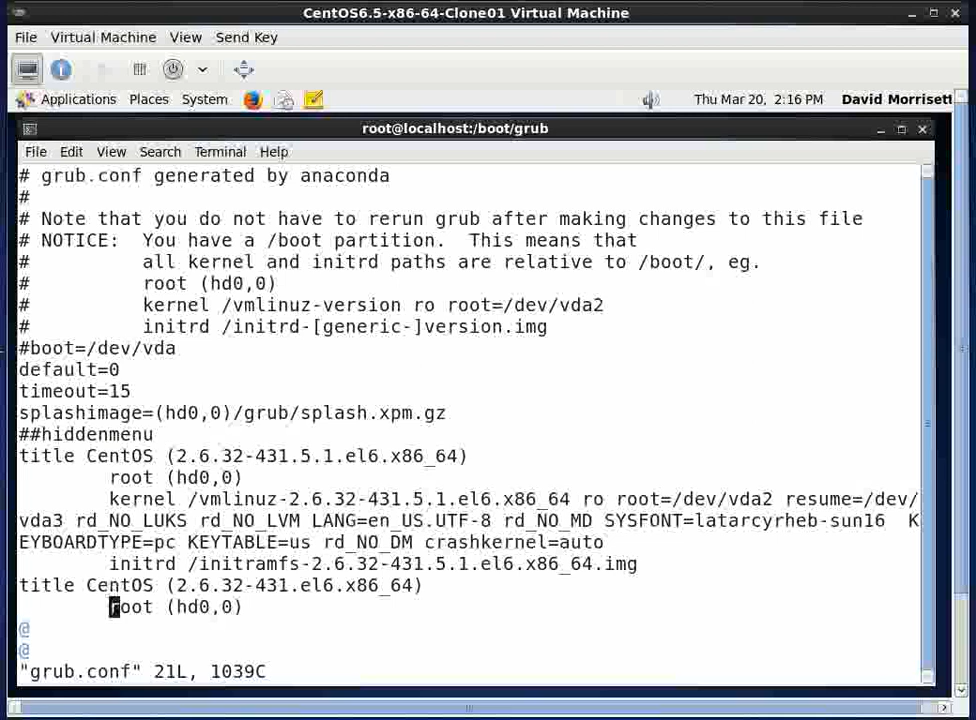 CentOS6.5-x86-64-Clone01 Virtual Machine
File Virtual Machine View Send Key
Applications Places System Thu Mar 20, 2:16 PM David Morrisett
root@localhost:/boot/grub
File Edit View Search Terminal Help
# grub.conf generated by anaconda
#
# Note that you do not have to rerun grub after making changes to this file
# NOTICE:  You have a /boot partition.  This means that
#          all kernel and initrd paths are relative to /boot/, eg.
#          root (hd0,0)
#          kernel /vmlinuz-version ro root=/dev/vda2
#          initrd /initrd-[generic-]version.img
#boot=/dev/vda
default=0
timeout=15
splashimage=(hd0,0)/grub/splash.xpm.gz
##hiddenmenu
title CentOS (2.6.32-431.5.1.el6.x86_64)
        root (hd0,0)
        kernel /vmlinuz-2.6.32-431.5.1.el6.x86_64 ro root=/dev/vda2 resume=/dev/
vda3 rd_NO_LUKS rd_NO_LVM LANG=en_US.UTF-8 rd_NO_MD SYSFONT=latarcyrheb-sun16  K
EYBOARDTYPE=pc KEYTABLE=us rd_NO_DM crashkernel=auto
        initrd /initramfs-2.6.32-431.5.1.el6.x86_64.img
title CentOS (2.6.32-431.el6.x86_64)
        root (hd0,0)
@
@
"grub.conf" 21L, 1039C